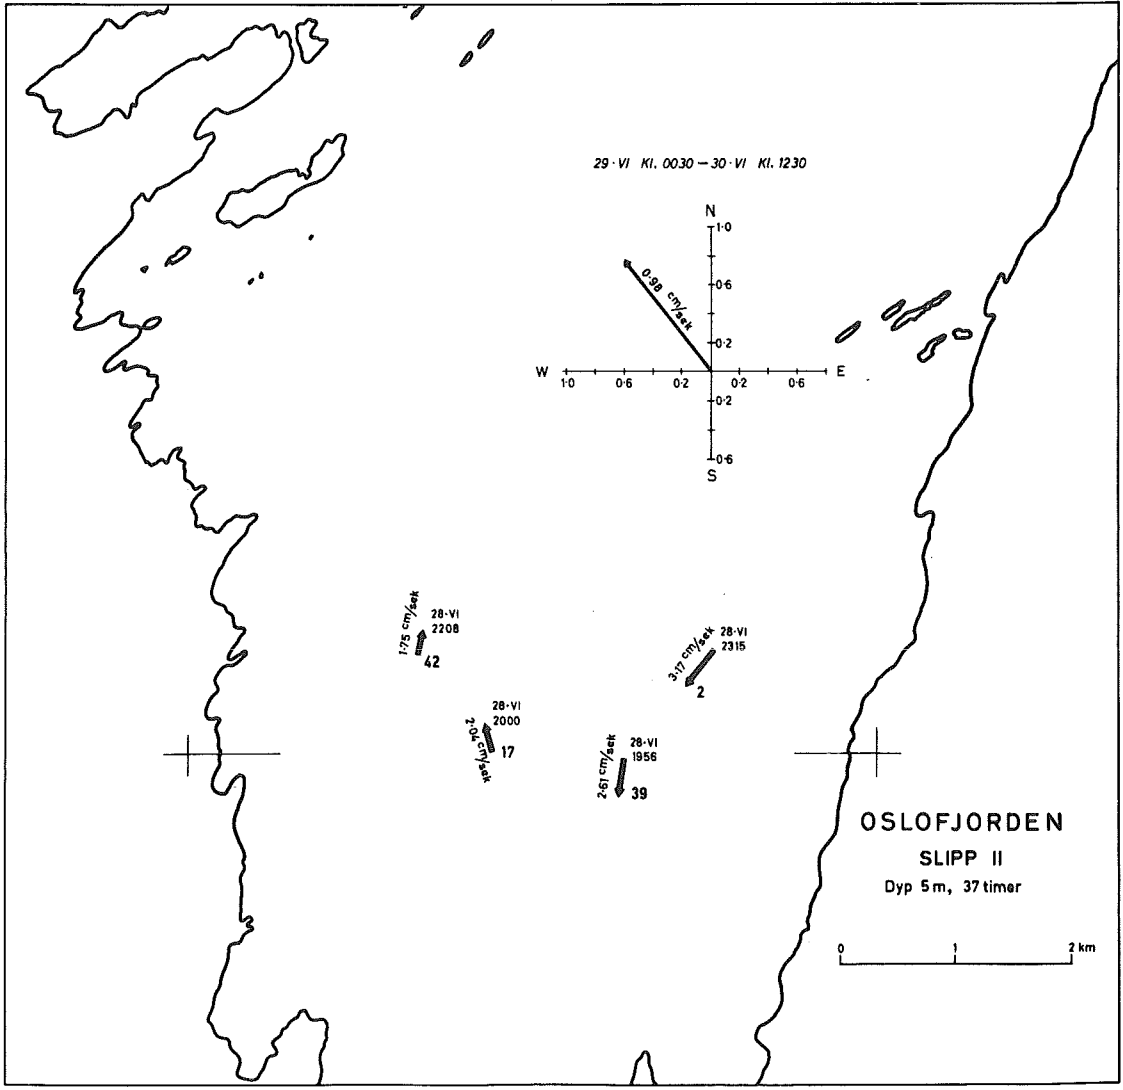 29·VI Kl. 0030 – 30·VI Kl. 1230
N
1·0
0·6
0·2
0·98 cm/sek
W
1·0
0·6
0·2
0·2
0·6
E
0·2
0·6
S
1·75 cm/sek
28·VI
2208
42
3·17 cm/sek
28·VI
2315
2
2·04 cm/sek
28·VI
2000
17
2·61 cm/sek
28·VI
1956
39
OSLOFJORDEN
SLIPP II
Dyp 5m, 37 timer
0 1 2 km